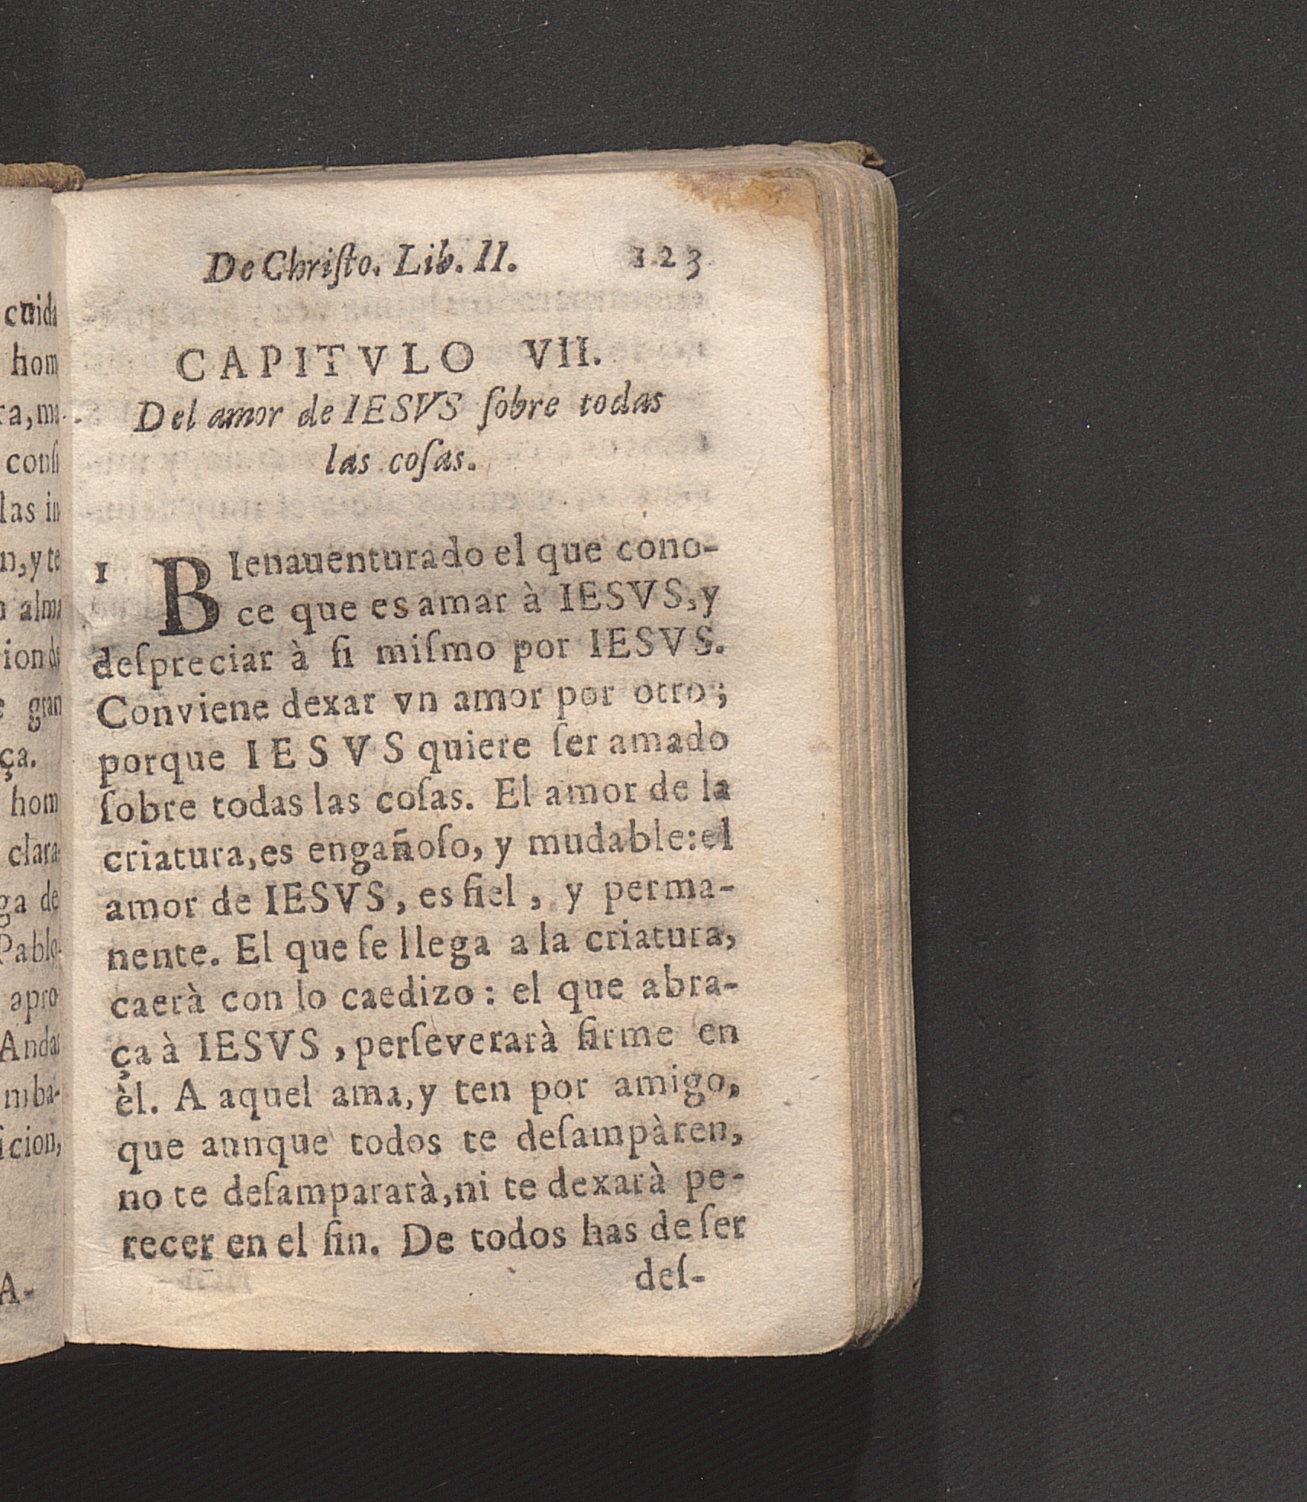 De Chriſto. Lib. II. 123
CAPITVLO VII.
Del amor de IESVS ſobre todas
las coſas.
1 BIenauenturado el que cono-
ce que es amar à IESVS, y
deſpreciar à ſi miſmo por IESVS.
Conviene dexar vn amor por otro;
porque IESVS quiere ſer amado
ſobre todas las coſas. El amor de la
criatura, es engañoſo, y mudable: el
amor de IESVS, es fiel, y perma-
nente. El que ſe llega a la criatura,
caerà con lo caedizo: el que abra-
ça à IESVS, perſeverarà firme en
èl. A aquel ama, y ten por amigo,
que aunque todos te deſampàren,
no te deſampararà, ni te dexarà pe-
recer en el fin. De todos has de ſer
deſ-